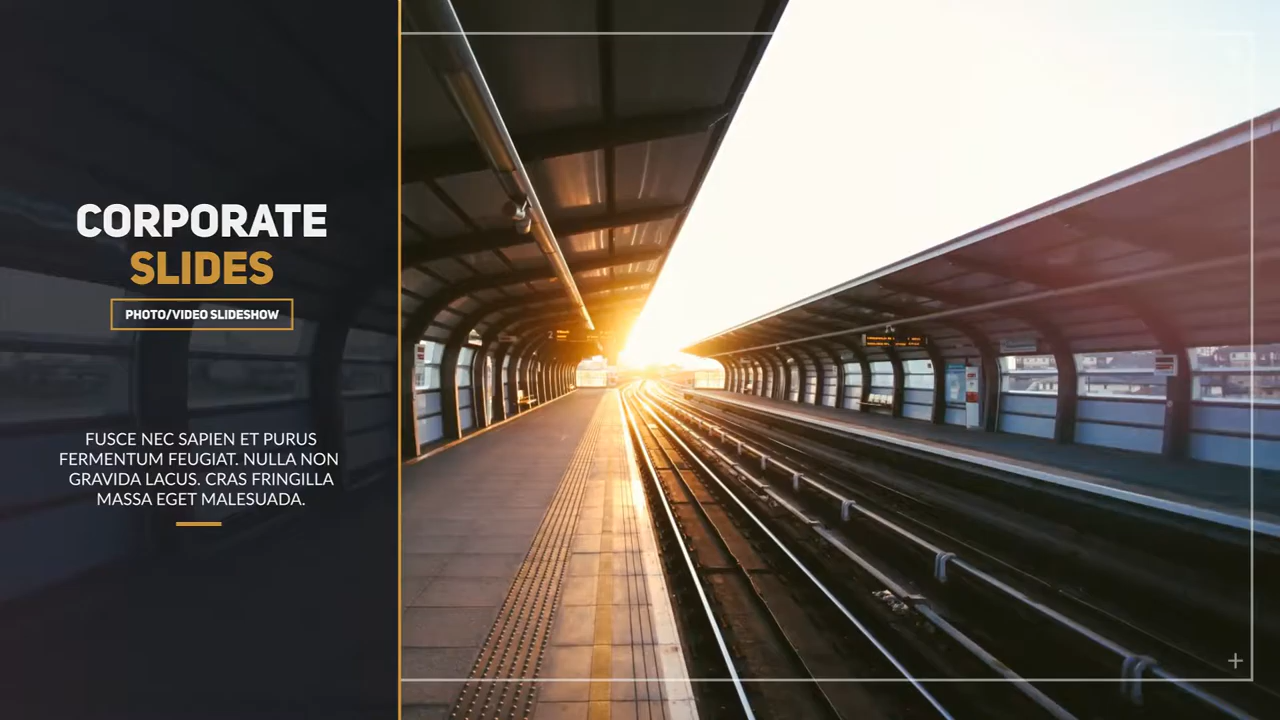 CORPORATE
SLIDES
PHOTO/VIDEO SLIDESHOW
FUSCE NEC SAPIEN ET PURUS
FERMENTUM FEUGIAT. NULLA NON
GRAVIDA LACUS. CRAS FRINGILLA
MASSA EGET MALESUADA.